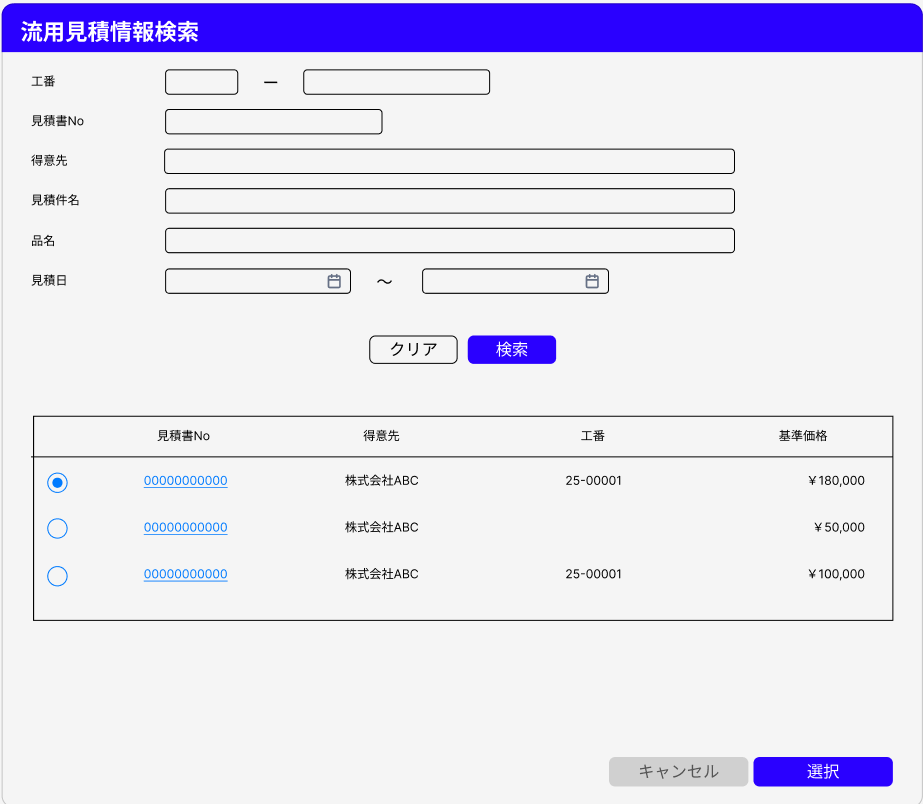 流用見積情報検索
工番 ー
見積書No
得意先
見積件名
品名
見積日 ～
クリア 検索
見積書No 得意先 工番 基準価格
00000000000 株式会社ABC 25-00001 ￥180,000
00000000000 株式会社ABC ￥50,000
00000000000 株式会社ABC 25-00001 ￥100,000
キャンセル 選択